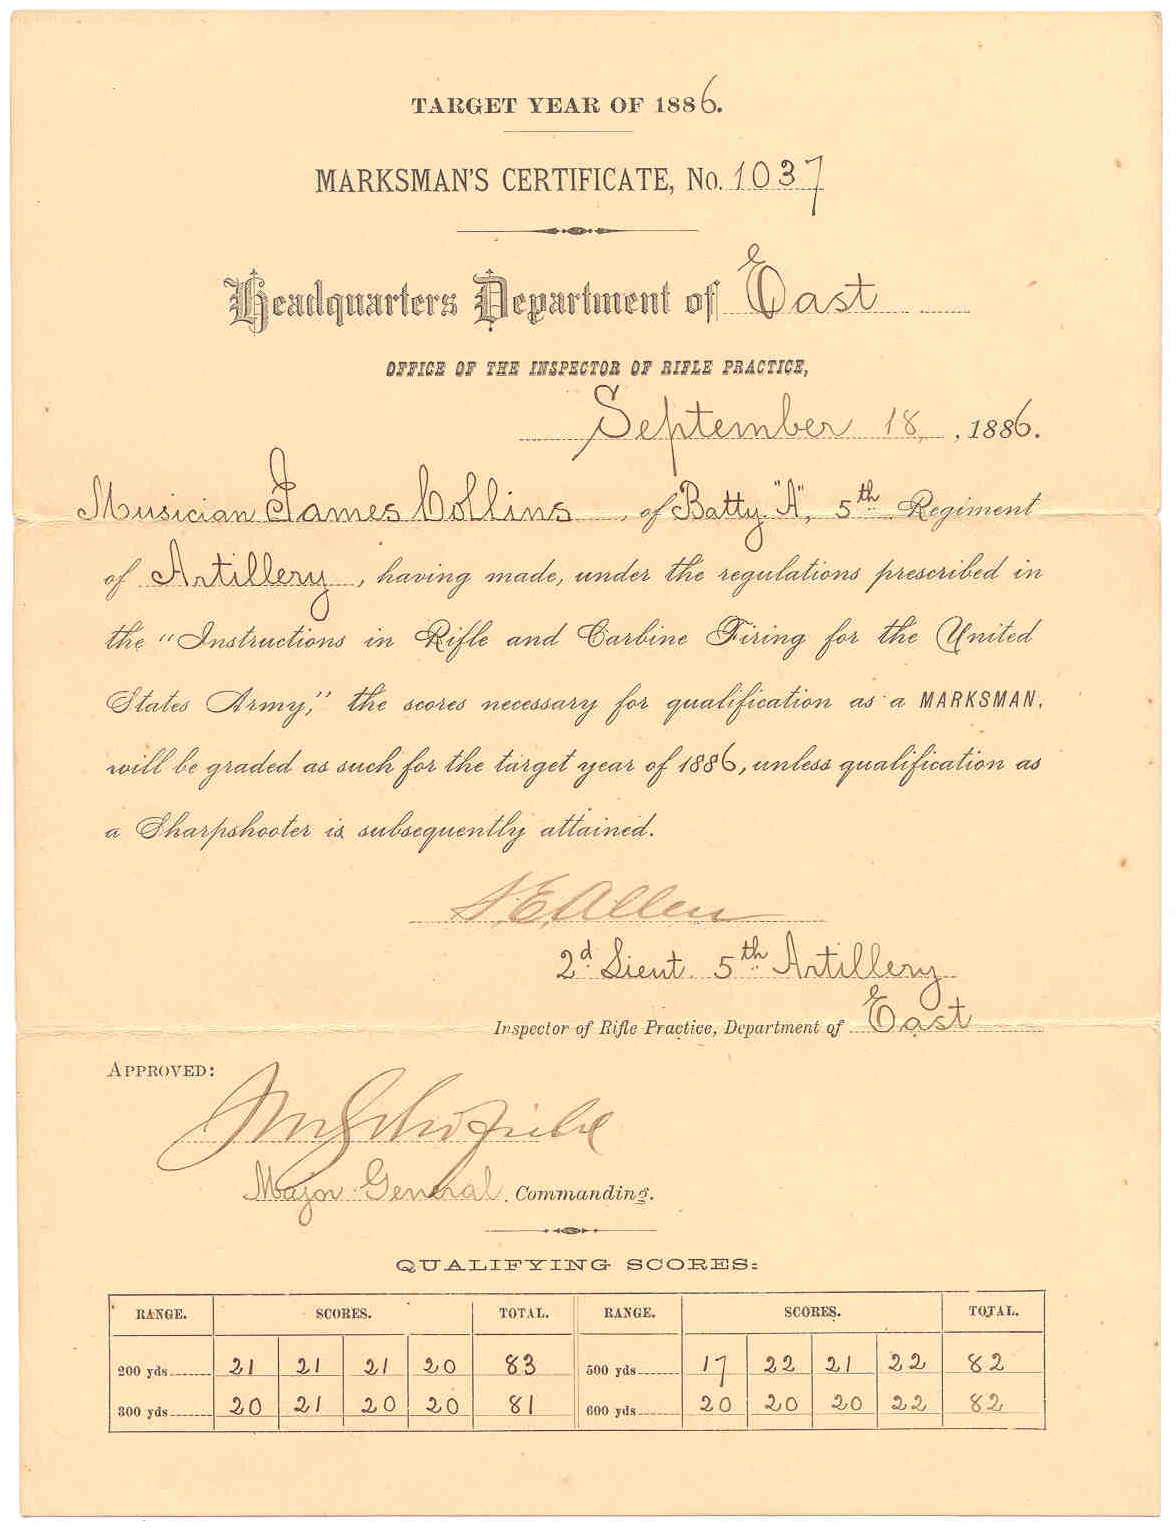 TARGET YEAR OF 1886.
MARKSMAN'S CERTIFICATE, No. 1037
Headquarters Department of East
OFFICE OF THE INSPECTOR OF RIFLE PRACTICE,
September 18, , 1886.
Musician James Collins, of Batty. "A", 5th Regiment
of Artillery, having made, under the regulations prescribed in
the "Instructions in Rifle and Carbine Firing for the United
States Army," the scores necessary for qualification as a MARKSMAN,
will be graded as such for the target year of 1886, unless qualification as
a Sharpshooter is subsequently attained.
S. E. Allen
2d Lieut. 5th Artillery
Inspector of Rifle Practice, Department of East
APPROVED:
J M Schofield
Major General, Commanding.
QUALIFYING SCORES:
RANGE. SCORES. TOTAL. RANGE. SCORES. TOTAL.
200 yds 21 21 21 20 83 500 yds 17 22 21 22 82
300 yds 20 21 20 20 81 600 yds 20 20 20 22 82